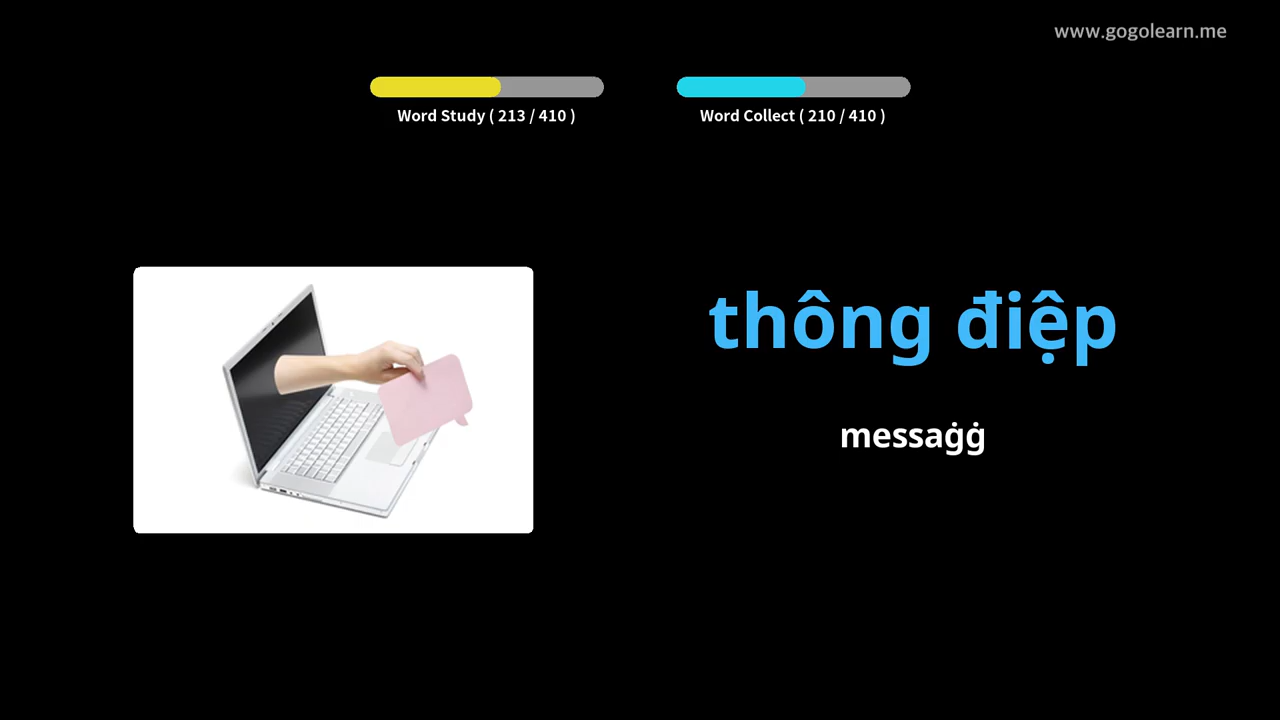 www.gogolearn.me
Word Study ( 213 / 410 )
Word Collect ( 210 / 410 )
thông điệp
messaġġ